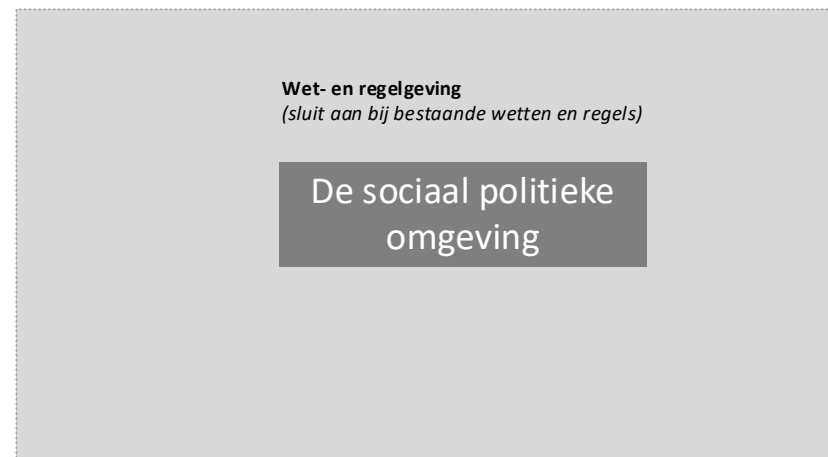 Wet- en regelgeving
(sluit aan bij bestaande wetten en regels)
De sociaal politieke
omgeving